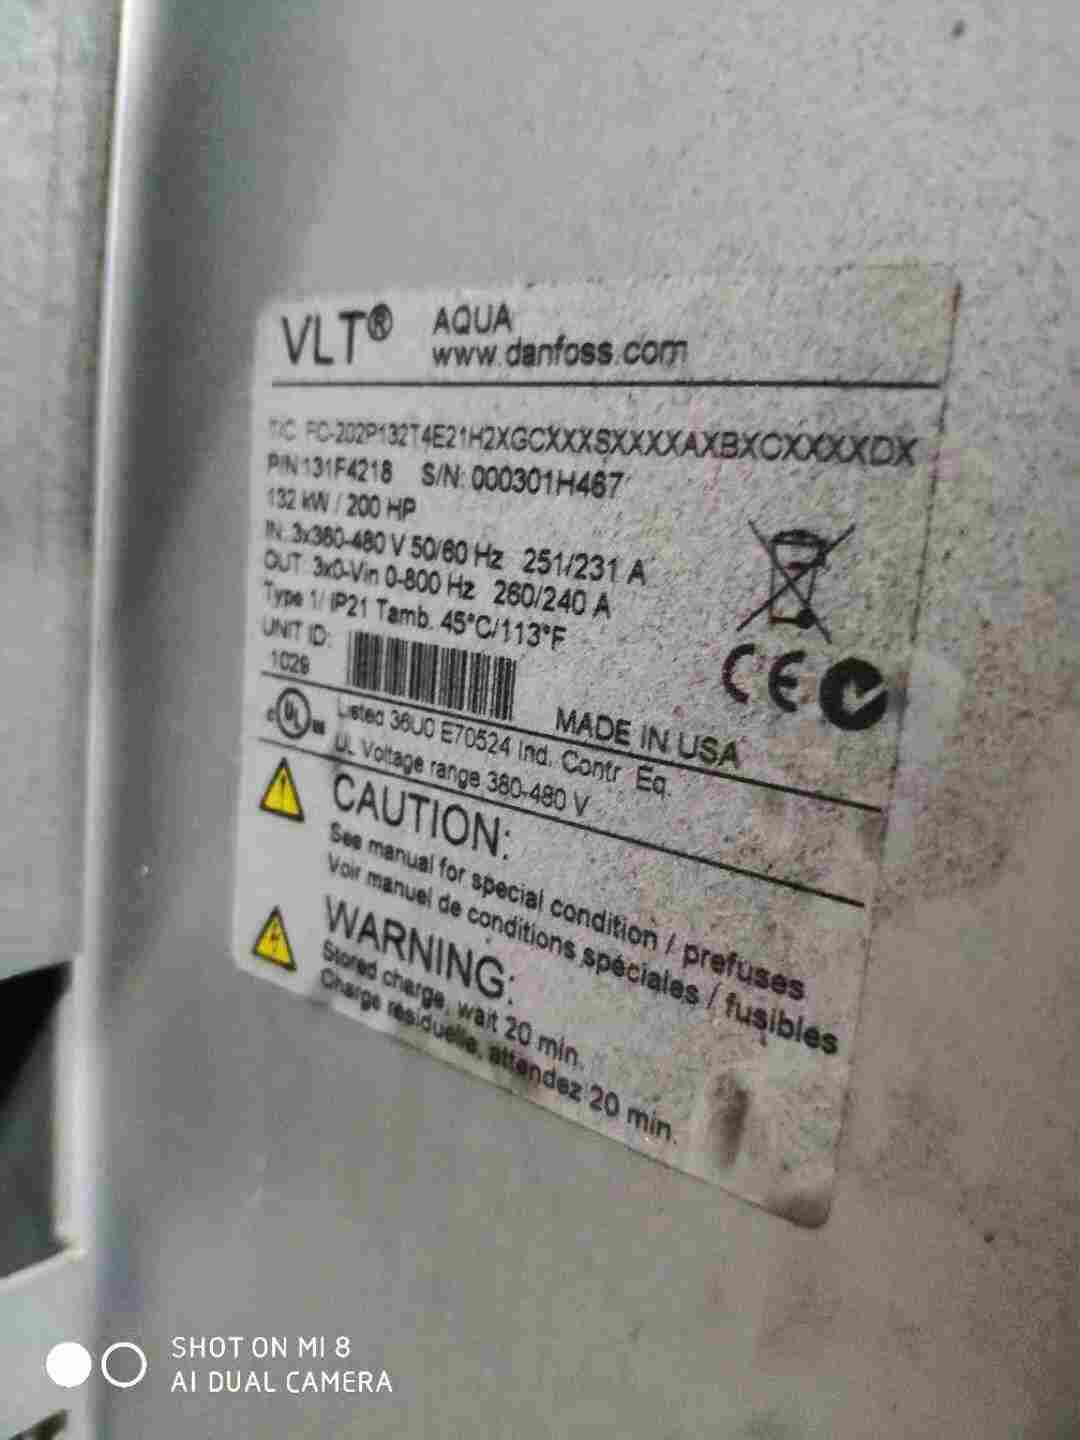 VLT® AQUA
www.danfoss.com
T/C: FC-202P132T4E21H2XGCXXXSXXXXAXBXCXXXXDX
P/N:131F4218 S/N: 000301H467
132 kW / 200 HP
IN: 3x380-480 V 50/60 Hz 251/231 A
OUT: 3x0-Vin 0-800 Hz 260/240 A
Type 1/ IP21 Tamb. 45°C/113°F
UNIT ID:
1029
MADE IN USA
c UL us Listed 36U0 E70524 Ind. Contr. Eq.
UL Voltage range 380-480 V
CAUTION:
See manual for special condition / prefuses
Voir manuel de conditions spéciales / fusibles
WARNING:
Stored charge, wait 20 min.
Charge résiduelle, attendez 20 min.
CE
SHOT ON MI 8
AI DUAL CAMERA